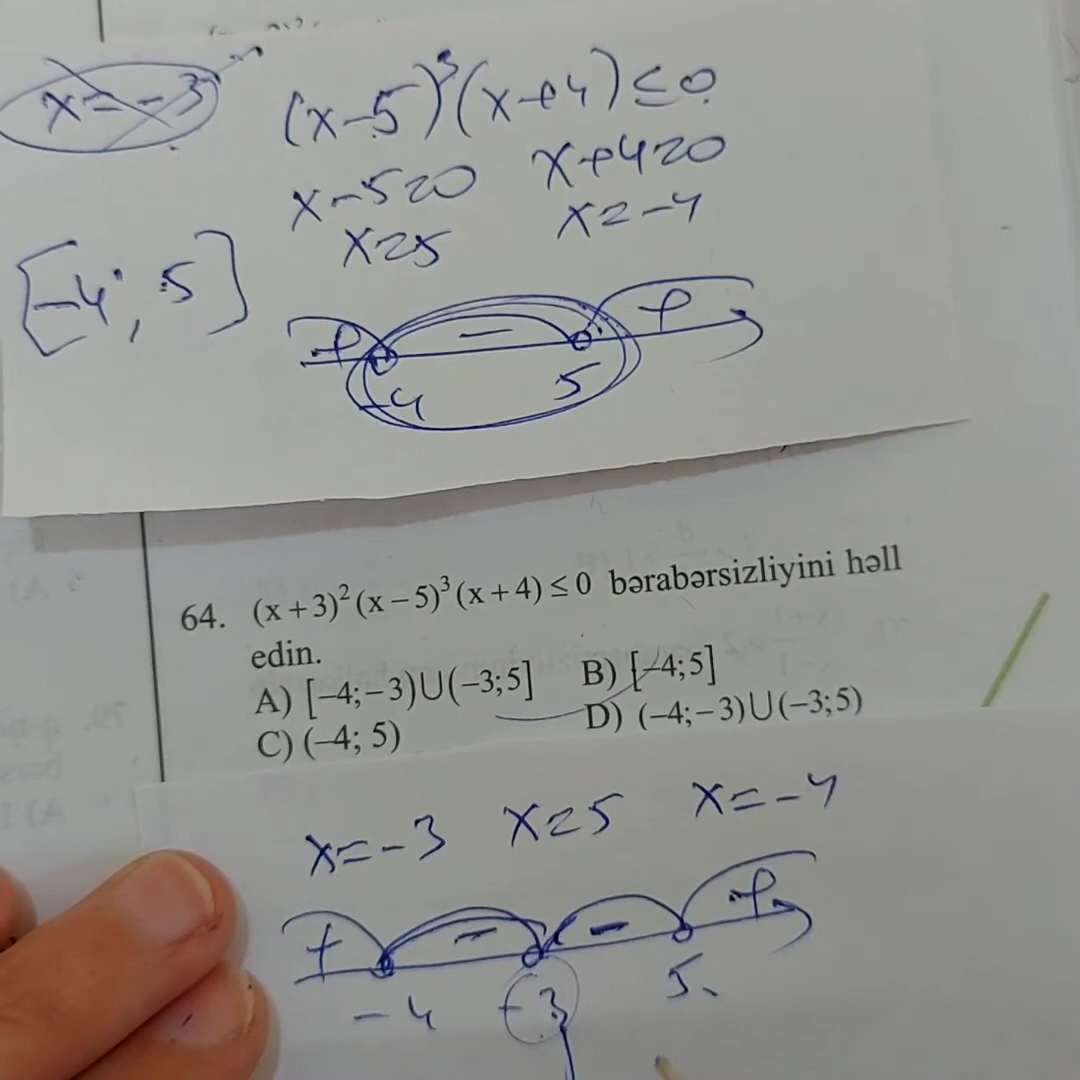 x=-3
(x-5)³(x+4)≤0
x-5=0 x+4=0
x=5 x=-4
[-4; 5]
+ - +
-4 5
64. (x+3)²(x−5)³(x+4)≤0 bərabərsizliyini həll
edin.
A) [−4;−3)∪(−3;5] B) [−4;5]
C) (−4; 5) D) (−4;−3)∪(−3;5)
x=-3 x=5 x=-4
+ - - +
-4 -3 5